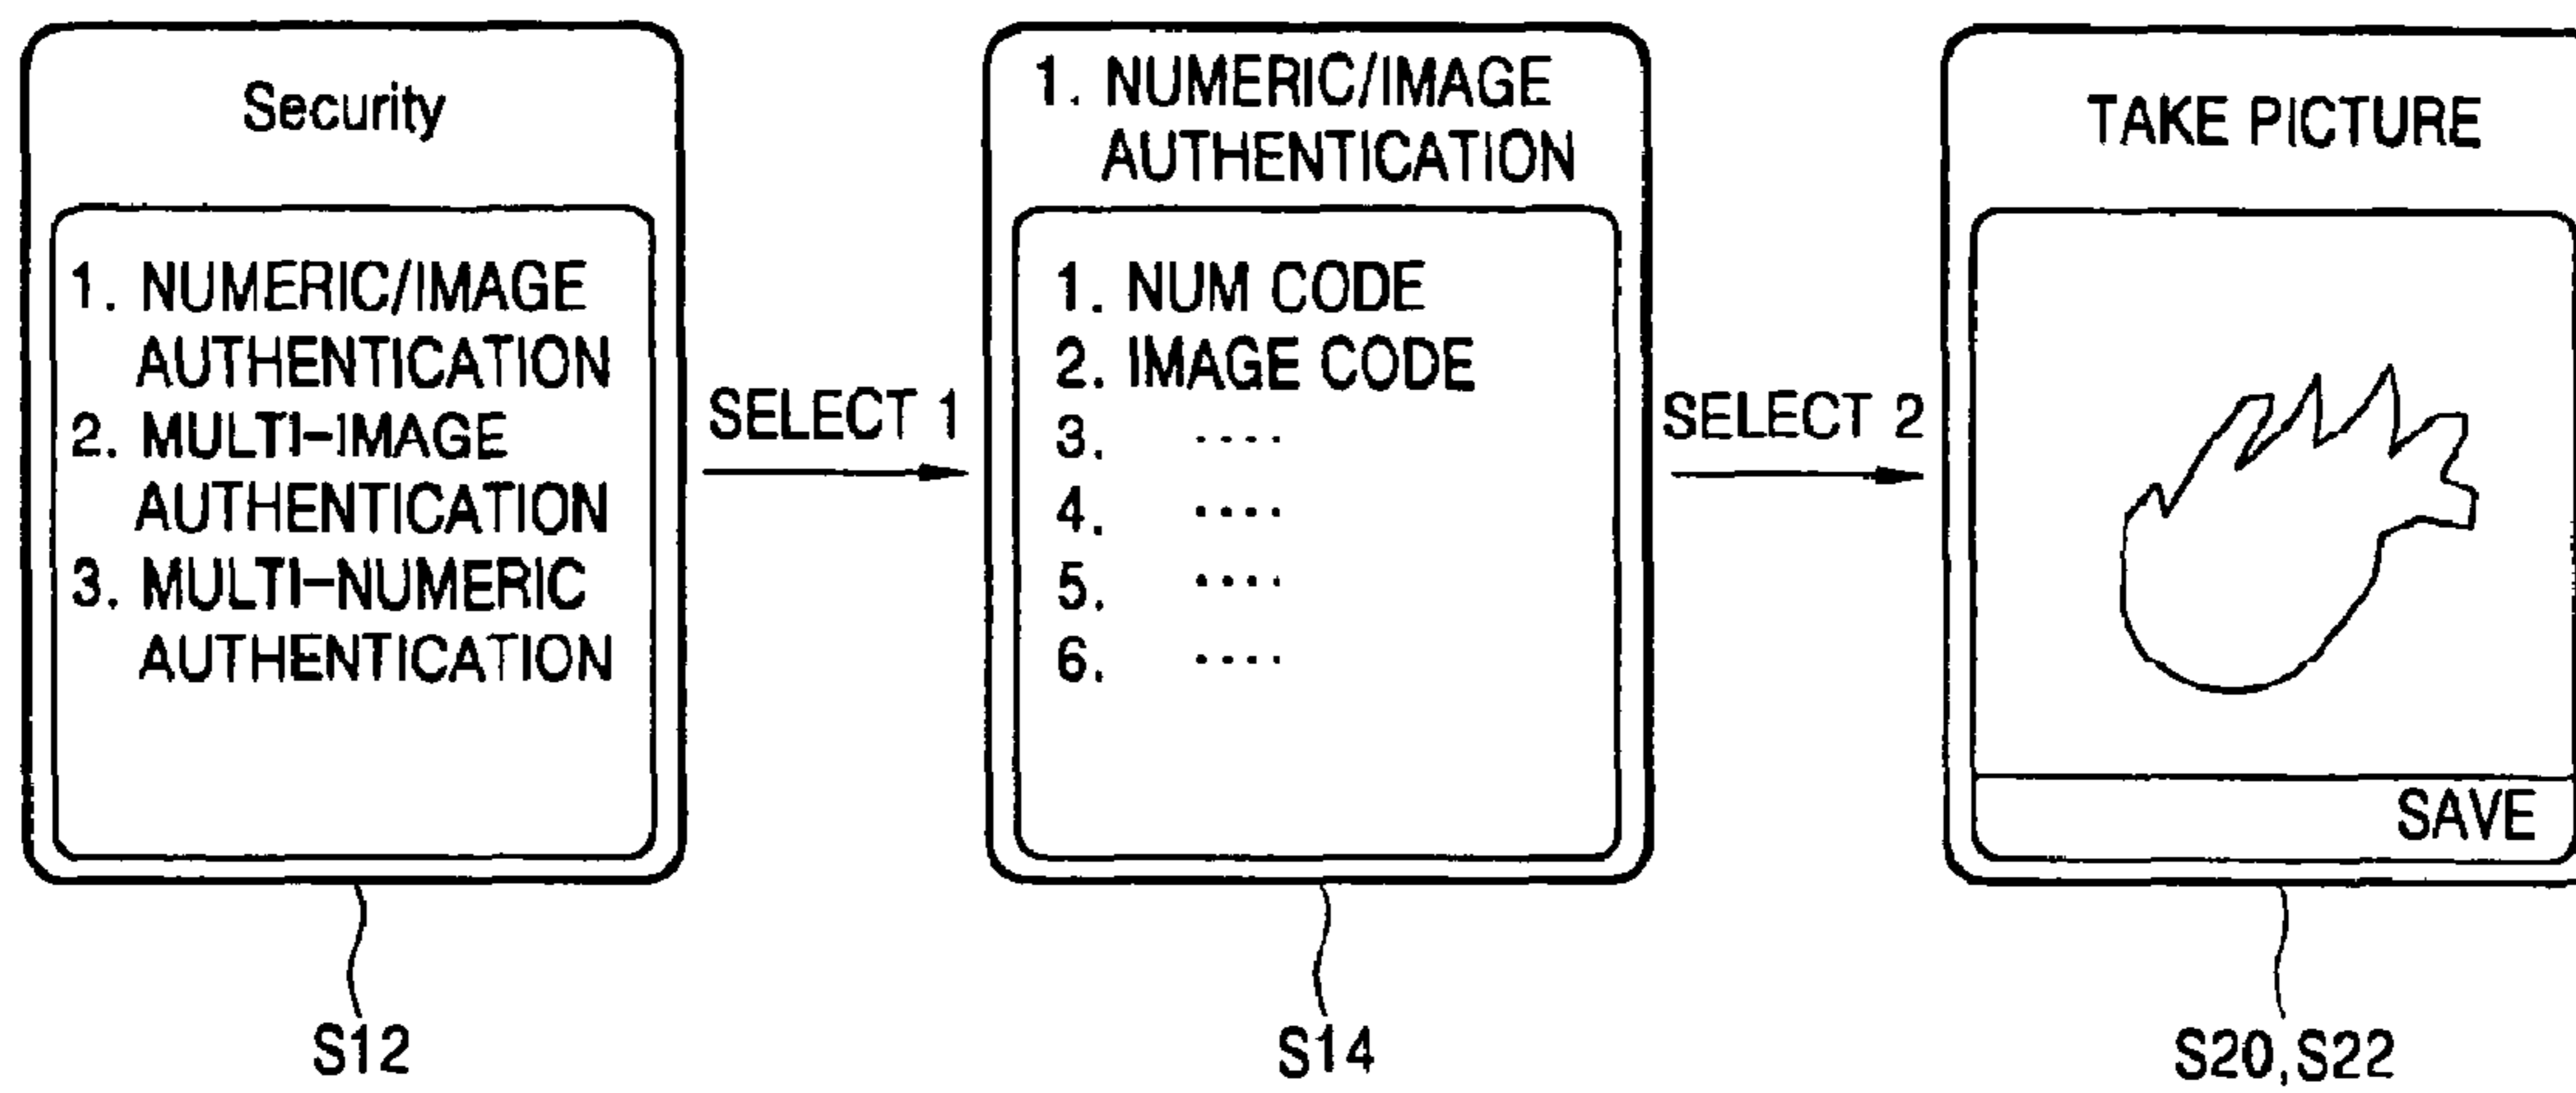 Security
1. NUMERIC/IMAGE
AUTHENTICATION
2. MULTI-IMAGE
AUTHENTICATION
3. MULTI-NUMERIC
AUTHENTICATION
S12
SELECT 1
1. NUMERIC/IMAGE
AUTHENTICATION
1. NUM CODE
2. IMAGE CODE
3. ....
4. ....
5. ....
6. ....
S14
SELECT 2
TAKE PICTURE
SAVE
S20,S22